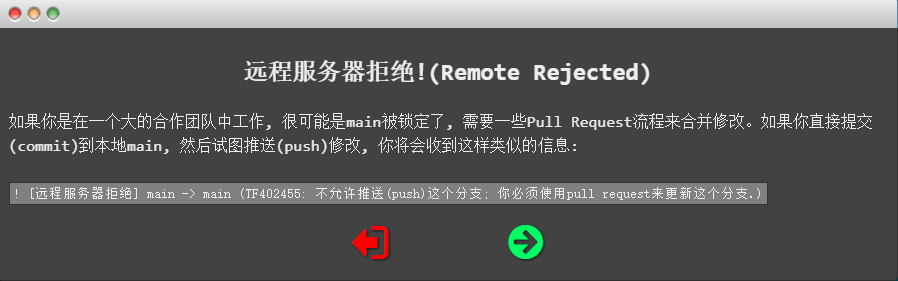 远程服务器拒绝!(Remote Rejected)
如果你是在一个大的合作团队中工作, 很可能是main被锁定了, 需要一些Pull Request流程来合并修改。如果你直接提交
(commit)到本地main, 然后试图推送(push)修改, 你将会收到这样类似的信息:
! [远程服务器拒绝] main -> main (TF402455: 不允许推送(push)这个分支; 你必须使用pull request来更新这个分支.)